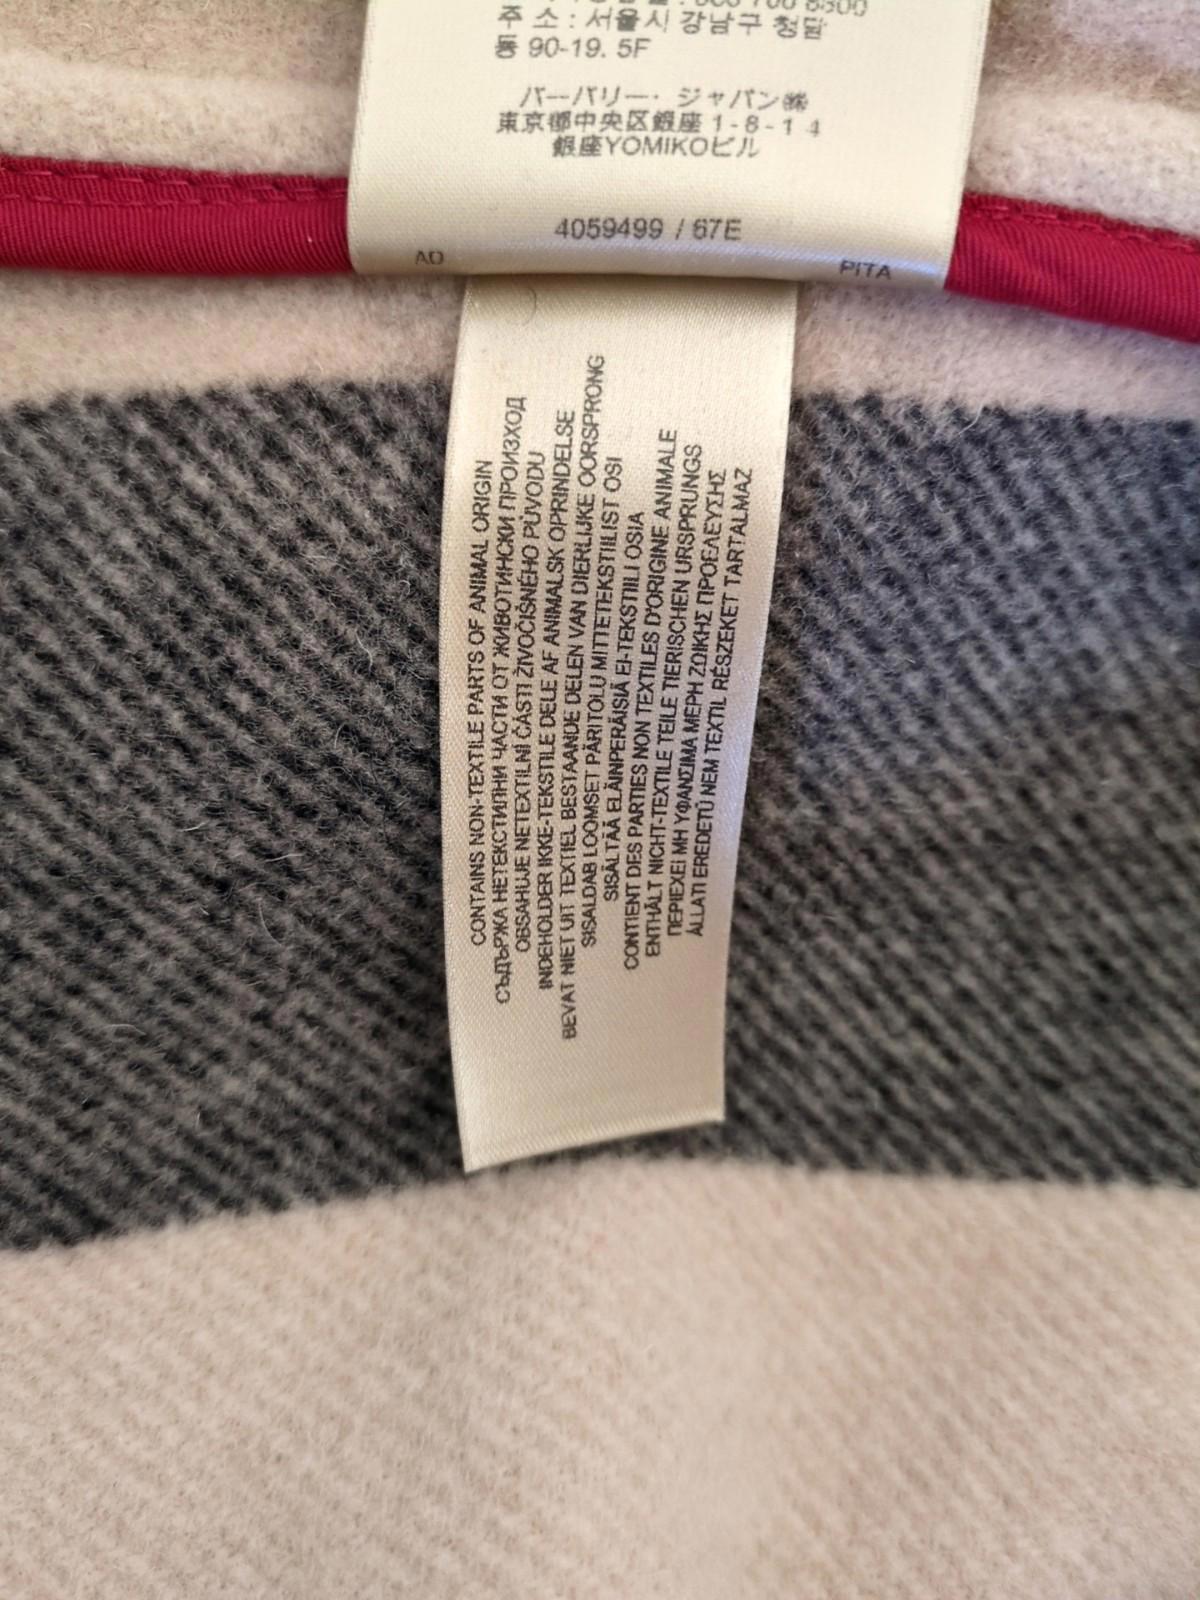 주 소 : 서울시 강남구 청담
동 90-19. 5F
バーバリー・ジャパン㈱
東京都中央区銀座 1 - 8 - 1 4
銀座YOMIKOビル
4059499 / 67E
AD
PITA
CONTAINS NON-TEXTILE PARTS OF ANIMAL ORIGIN
СЪДЪРЖА НЕТЕКСТИЛНИ ЧАСТИ ОТ ЖИВОТИНСКИ ПРОИЗХОД
OBSAHUJE NETEXTILNÍ ČÁSTI ŽIVOČIŠNÉHO PŮVODU
INDEHOLDER IKKE-TEKSTILE DELE AF ANIMALSK OPRINDELSE
BEVAT NIET UIT TEXTIEL BESTAANDE DELEN VAN DIERLIJKE OORSPRONG
SISALDAB LOOMSET PÄRITOLU MITTETEKSTIILIST OSI
SISÄLTÄÄ ELÄINPERÄISIÄ EI-TEKSTIILI OSIA
CONTIENT DES PARTIES NON TEXTILES D'ORIGINE ANIMALE
ENTHÄLT NICHT-TEXTILE TEILE TIERISCHEN URSPRUNGS
ΠΕΡΙΕΧΕΙ ΜΗ ΥΦΑΝΣΙΜΑ ΜΕΡΗ ΖΩΙΚΗΣ ΠΡΟΕΛΕΥΣΗΣ
ÁLLATI EREDETŰ NEM TEXTIL RÉSZEKET TARTALMAZ